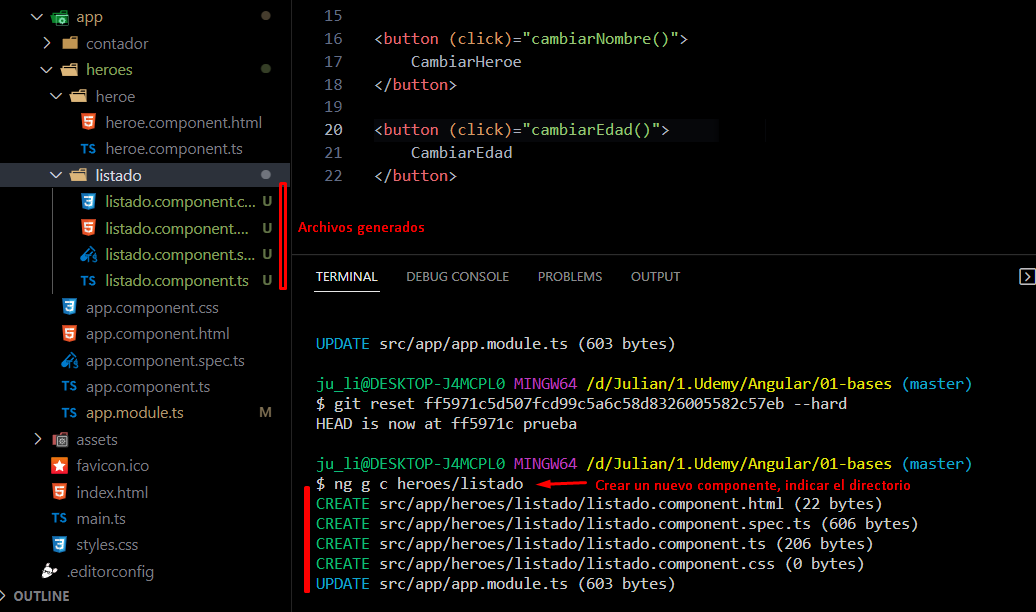 app
contador
heroes
heroe
heroe.component.html
TS heroe.component.ts
listado
listado.component.c... U
listado.component.... U
listado.component.s... U
TS listado.component.ts U
app.component.css
app.component.html
app.component.spec.ts
TS app.component.ts
TS app.module.ts M
assets
favicon.ico
index.html
TS main.ts
styles.css
.editorconfig
OUTLINE
15
16 <button (click)="cambiarNombre()">
17 CambiarHeroe
18 </button>
19
20 <button (click)="cambiarEdad()">
21 CambiarEdad
22 </button>
Archivos generados
TERMINAL DEBUG CONSOLE PROBLEMS OUTPUT
UPDATE src/app/app.module.ts (603 bytes)
ju_li@DESKTOP-J4MCPL0 MINGW64 /d/Julian/1.Udemy/Angular/01-bases (master)
$ git reset ff5971c5d507fcd99c5a6c58d8326005582c57eb --hard
HEAD is now at ff5971c prueba
ju_li@DESKTOP-J4MCPL0 MINGW64 /d/Julian/1.Udemy/Angular/01-bases (master)
$ ng g c heroes/listado Crear un nuevo componente, indicar el directorio
CREATE src/app/heroes/listado/listado.component.html (22 bytes)
CREATE src/app/heroes/listado/listado.component.spec.ts (606 bytes)
CREATE src/app/heroes/listado/listado.component.ts (206 bytes)
CREATE src/app/heroes/listado/listado.component.css (0 bytes)
UPDATE src/app/app.module.ts (603 bytes)